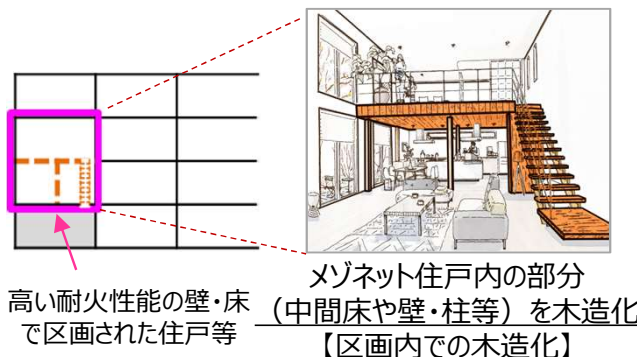 高い耐火性能の壁・床
で区画された住戸等
メゾネット住戸内の部分
（中間床や壁・柱等）を木造化
【区画内での木造化】